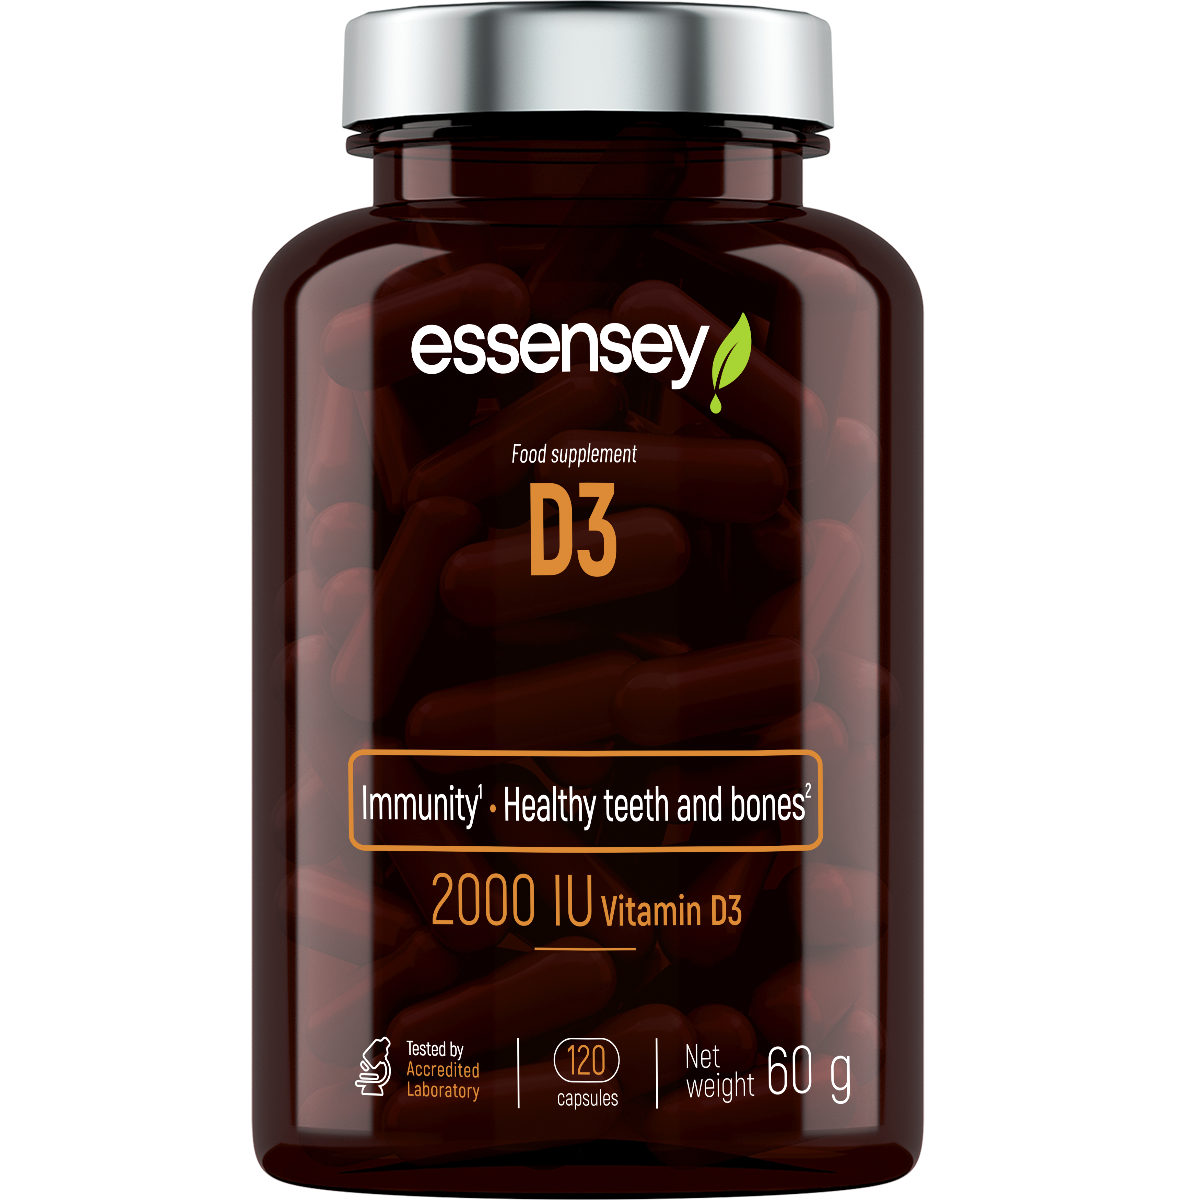 essensey
Food supplement
D3
Immunity¹ • Healthy teeth and bones²
2000 IU Vitamin D3
Tested by
Accredited
Laboratory
120
capsules
Net
weight 60 g